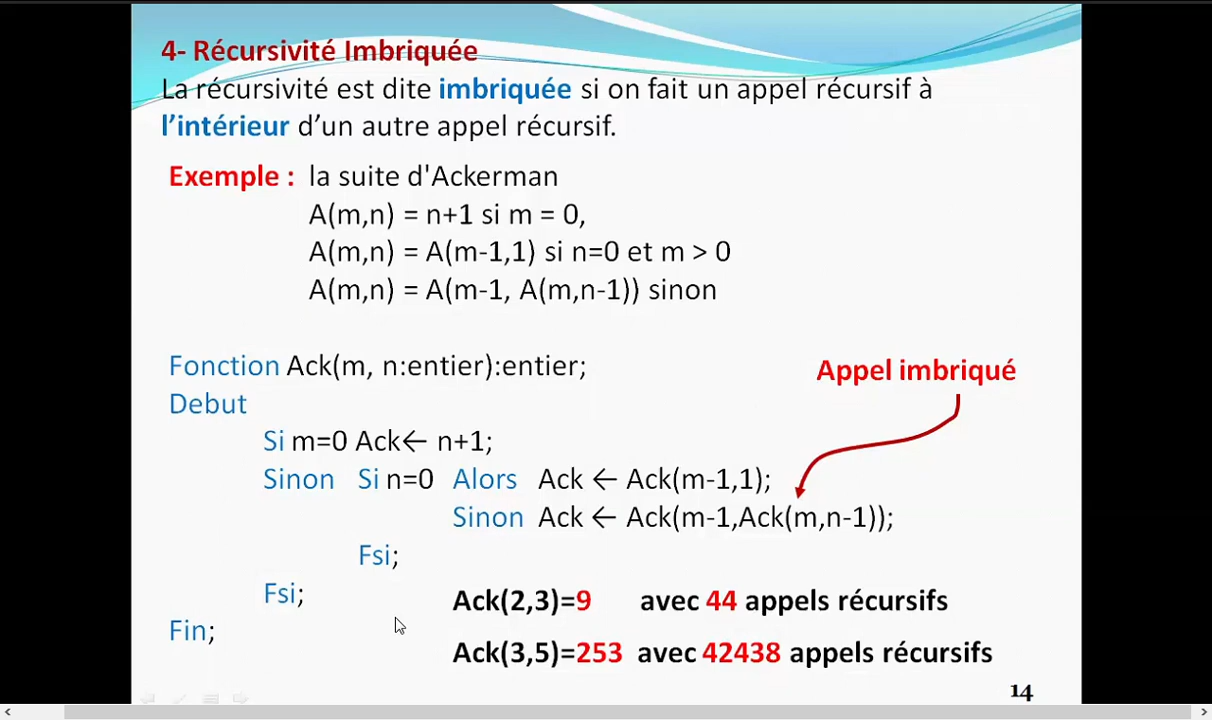 4- Récursivité Imbriquée
La récursivité est dite imbriquée si on fait un appel récursif à
l’intérieur d’un autre appel récursif.
Exemple : la suite d'Ackerman
A(m,n) = n+1 si m = 0,
A(m,n) = A(m-1,1) si n=0 et m > 0
A(m,n) = A(m-1, A(m,n-1)) sinon
Fonction Ack(m, n:entier):entier;
Appel imbriqué
Debut
Si m=0 Ack← n+1;
Sinon Si n=0 Alors Ack ← Ack(m-1,1);
Sinon Ack ← Ack(m-1,Ack(m,n-1));
Fsi;
Fsi;
Ack(2,3)=9 avec 44 appels récursifs
Fin;
Ack(3,5)=253 avec 42438 appels récursifs
14